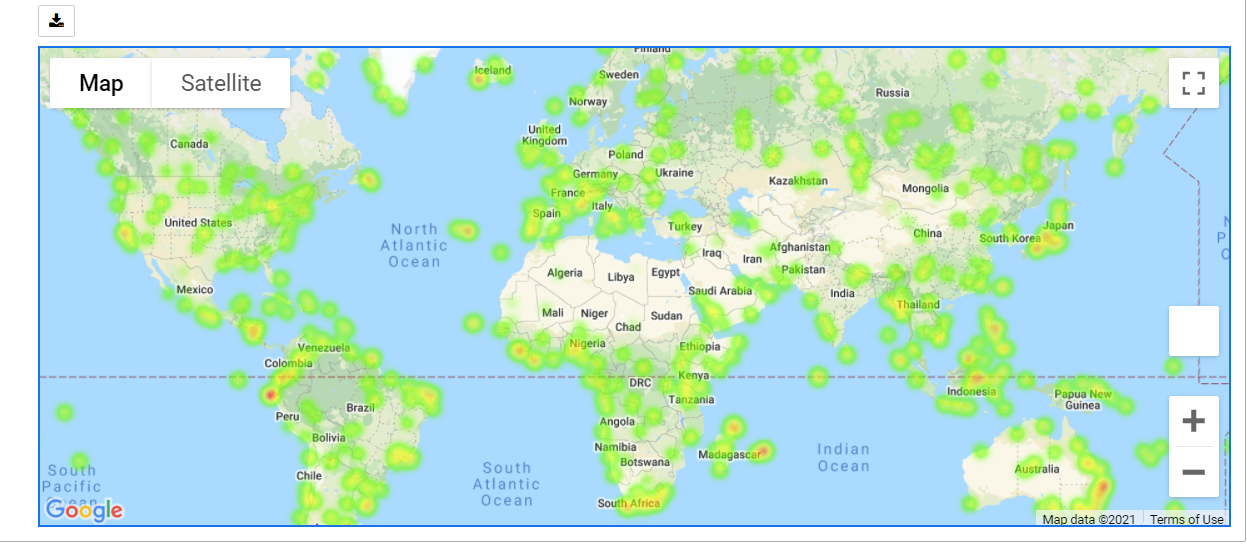 Finland
Map
Satellite
Iceland
Sweden
Norway
Russia
United
Kingdom
Canada
Poland
Germany
Ukraine
Kazakhstan
Mongolia
France
Italy
Spain
United States
Turkey
North
Atlantic
Ocean
China
Japan
South Korea
Iraq
Iran
Afghanistan
Pakistan
Algeria
Libya
Egypt
Saudi Arabia
India
Mexico
Thailand
Mali
Niger
Chad
Sudan
Nigeria
Ethiopia
Venezuela
Colombia
DRC
Kenya
Tanzania
Indonesia
Papua New
Guinea
Peru
Brazil
Angola
Bolivia
Namibia
Botswana
Madagascar
Indian
Ocean
Chile
South
Pacific
Ocean
South
Atlantic
Ocean
Australia
South Africa
Google
Map data ©2021
Terms of Use